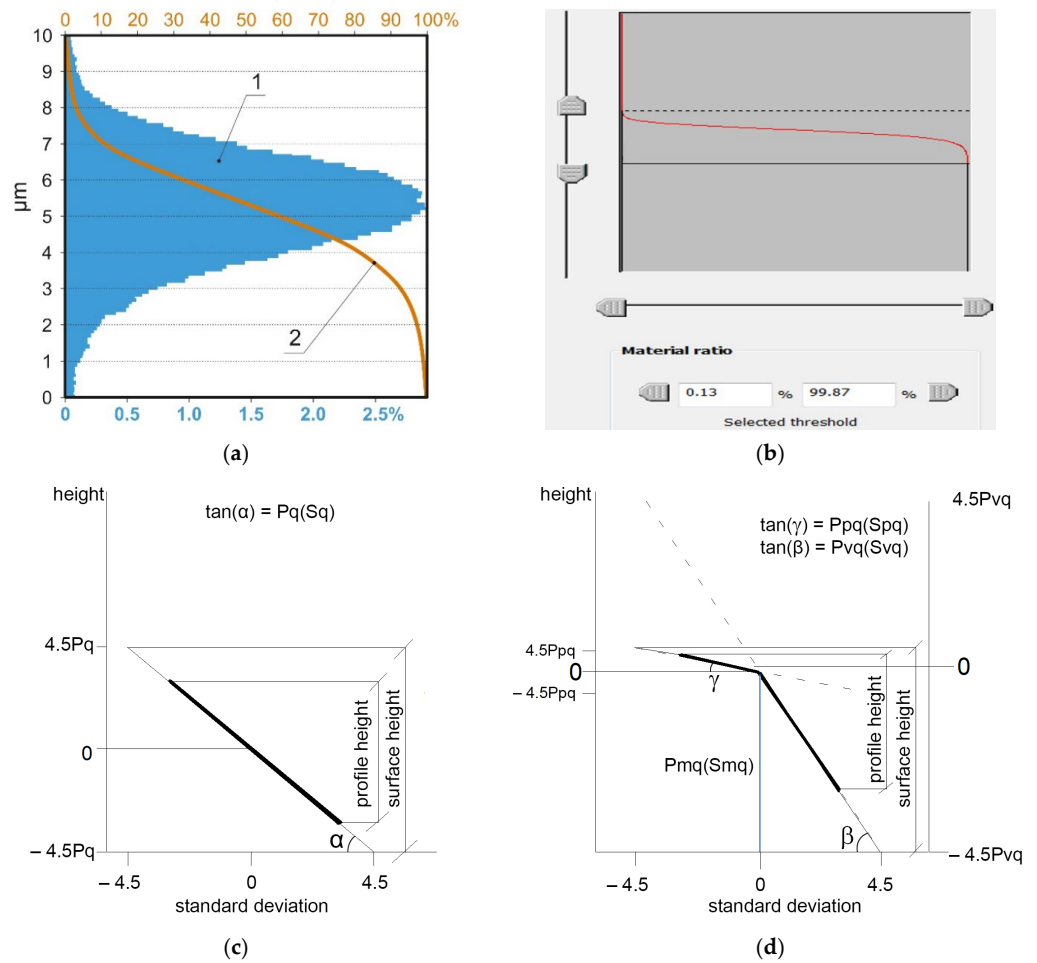 0 10 20 30 40 50 60 70 80 90 100%
10
9
8
7
6
5
4
3
2
1
0
µm
1
2
0 0.5 1.0 1.5 2.0 2.5%
(a)
Material ratio
0.13 % 99.87 %
Selected threshold
(b)
height
tan(α) = Pq(Sq)
4.5Pq
0
– 4.5Pq
profile height
surface height
α
– 4.5 0 4.5
standard deviation
(c)
height
4.5Pvq
tan(γ) = Ppq(Spq)
tan(β) = Pvq(Svq)
4.5Ppq
0
– 4.5Ppq
0
γ
Pmq(Smq)
profile height
surface height
β
– 4.5Pvq
– 4.5 0 4.5
standard deviation
(d)